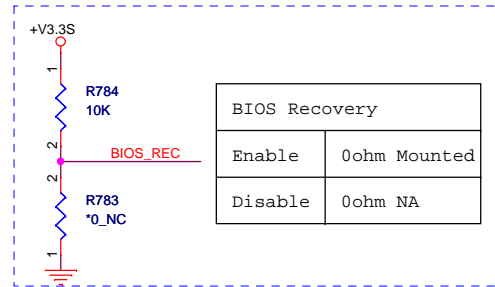 +V3.3S
1
R784
10K
2
BIOS_REC
2
R783
*0_NC
1
BIOS Recovery
Enable 0ohm Mounted
Disable 0ohm NA